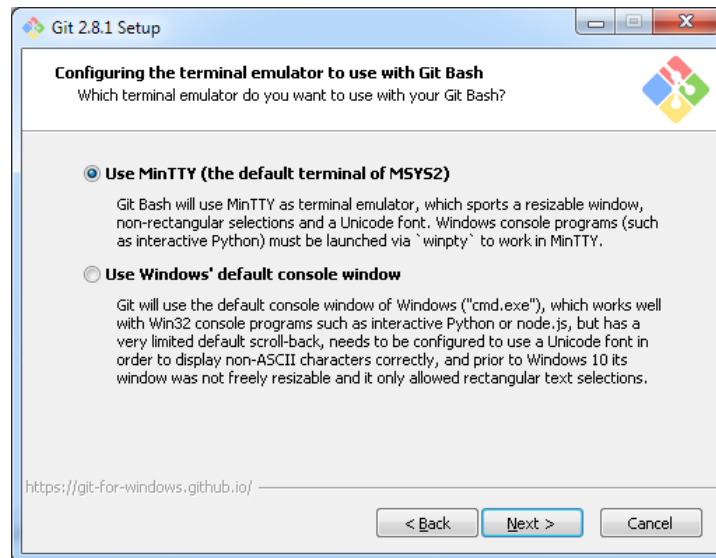 Git 2.8.1 Setup
Configuring the terminal emulator to use with Git Bash
Which terminal emulator do you want to use with your Git Bash?
Use MinTTY (the default terminal of MSYS2)
Git Bash will use MinTTY as terminal emulator, which sports a resizable window,
non-rectangular selections and a Unicode font. Windows console programs (such
as interactive Python) must be launched via `winpty` to work in MinTTY.
Use Windows' default console window
Git will use the default console window of Windows ("cmd.exe"), which works well
with Win32 console programs such as interactive Python or node.js, but has a
very limited default scroll-back, needs to be configured to use a Unicode font in
order to display non-ASCII characters correctly, and prior to Windows 10 its
window was not freely resizable and it only allowed rectangular text selections.
https://git-for-windows.github.io/
< Back Next > Cancel